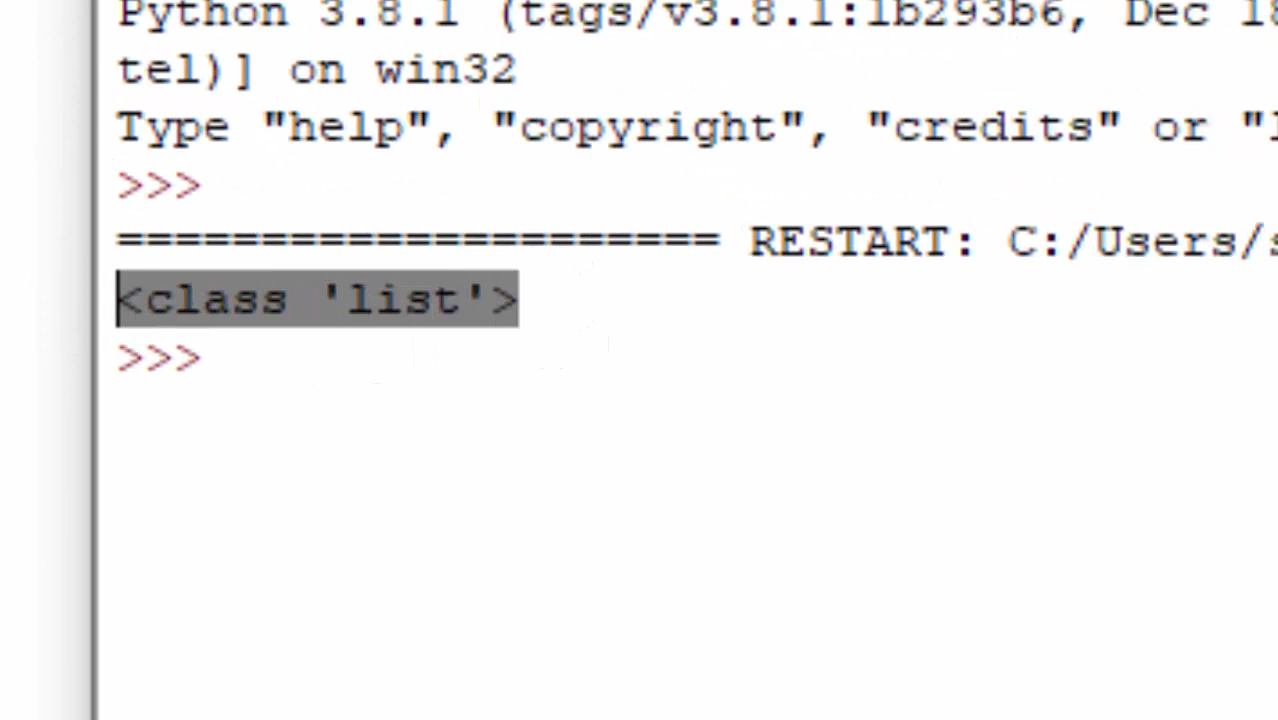 Python 3.8.1 (tags/v3.8.1:1b293b6, Dec 18
tel)] on win32
Type "help", "copyright", "credits" or "l
>>>
===================== RESTART: C:/Users/s
<class 'list'>
>>>